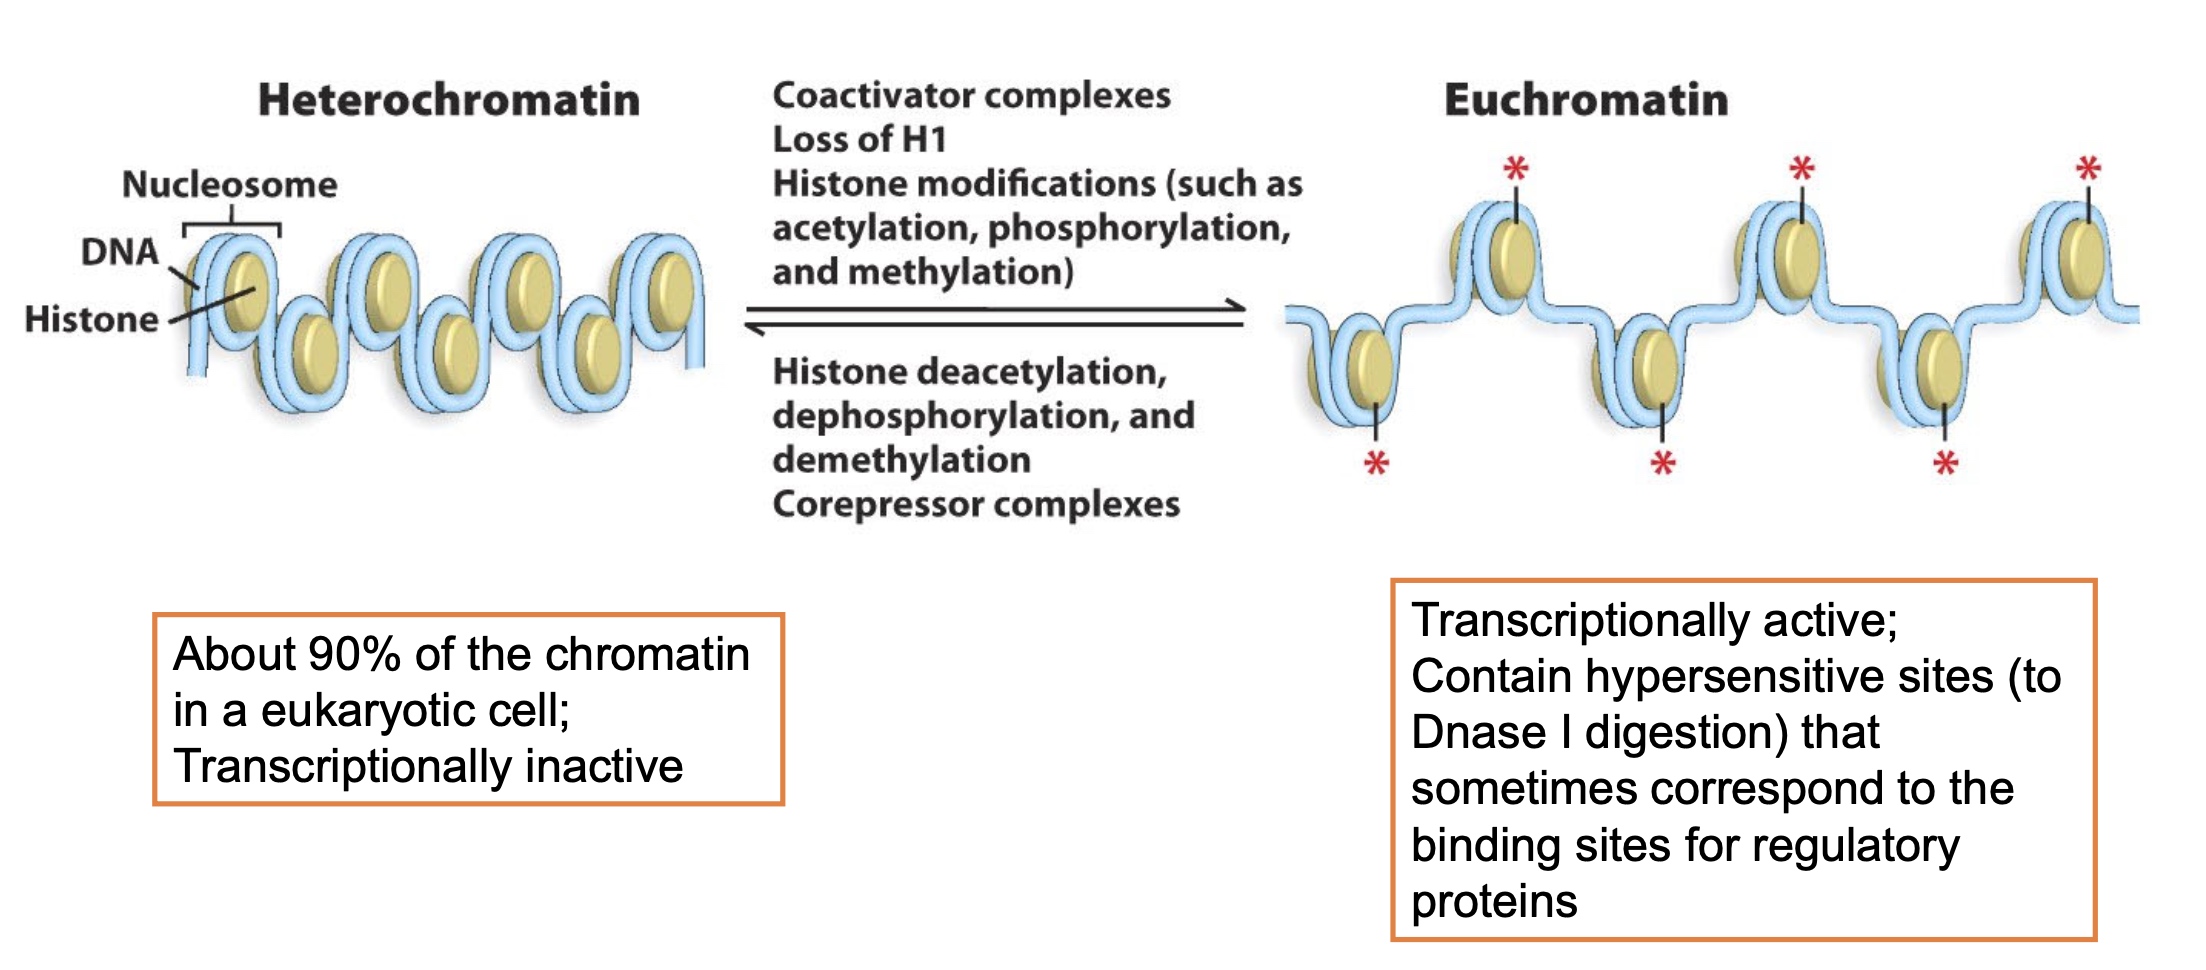 Heterochromatin
Nucleosome
DNA
Histone
Coactivator complexes
Loss of H1
Histone modifications (such as
acetylation, phosphorylation,
and methylation)
Histone deacetylation,
dephosphorylation, and
demethylation
Corepressor complexes
Euchromatin
*
*
*
*
*
*
About 90% of the chromatin
in a eukaryotic cell;
Transcriptionally inactive
Transcriptionally active;
Contain hypersensitive sites (to
Dnase I digestion) that
sometimes correspond to the
binding sites for regulatory
proteins